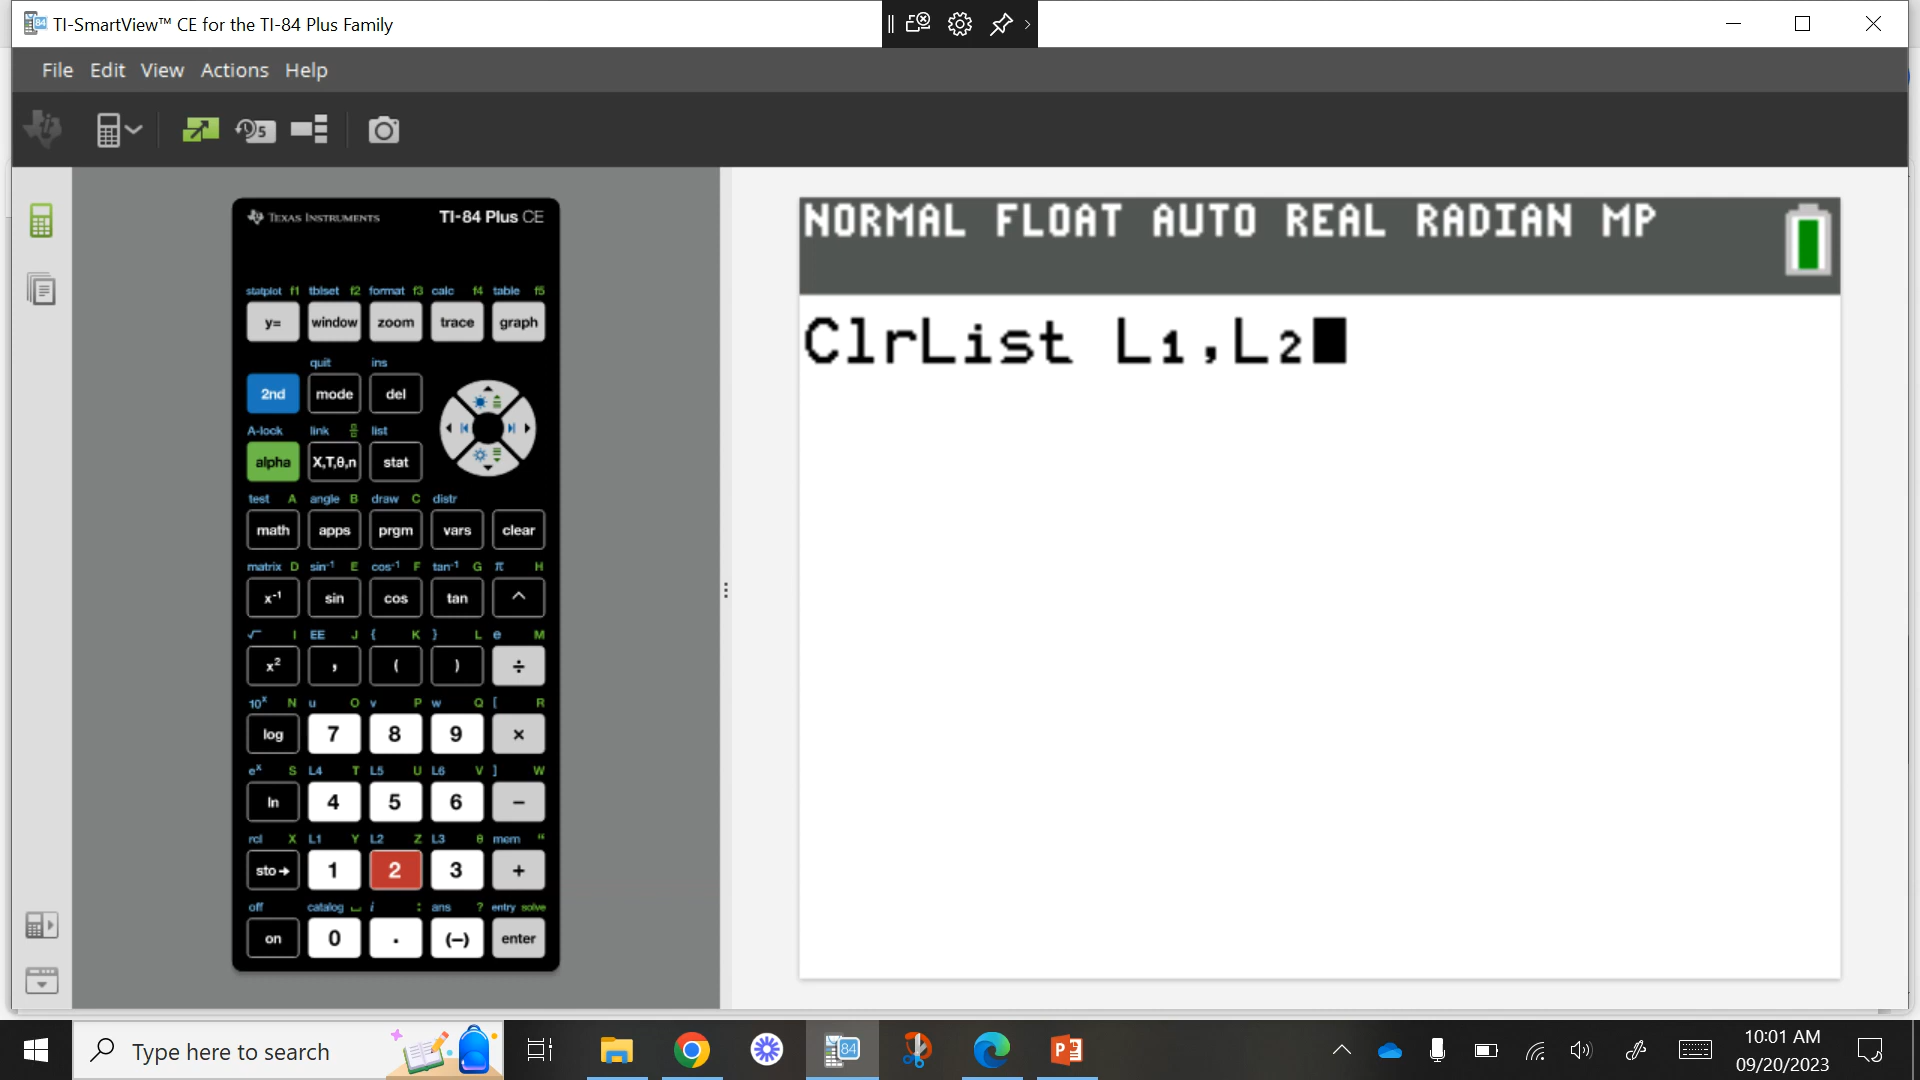 TI-SmartView™ CE for the TI-84 Plus Family
File Edit View Actions Help
5
TEXAS INSTRUMENTS TI-84 Plus CE
statplot f1 tblset f2 format f3 calc f4 table f5
y= window zoom trace graph
quit ins
2nd mode del
A-lock link list
alpha X,T,θ,n stat
test A angle B draw C distr
math apps prgm vars clear
matrix D sin-1 E cos-1 F tan-1 G π H
x-1 sin cos tan ^
√ I EE J { K } L e M
x2 , ( ) ÷
10x N u O v P w Q [ R
log 7 8 9 ×
ex S L4 T L5 U L6 V ] W
ln 4 5 6 −
rcl X L1 Y L2 Z L3 θ mem "
sto→ 1 2 3 +
off catalog ⎵ i : ans ? entry solve
on 0 . (−) enter
NORMAL FLOAT AUTO REAL RADIAN MP
ClrList L1,L2
Type here to search
84
10:01 AM
09/20/2023